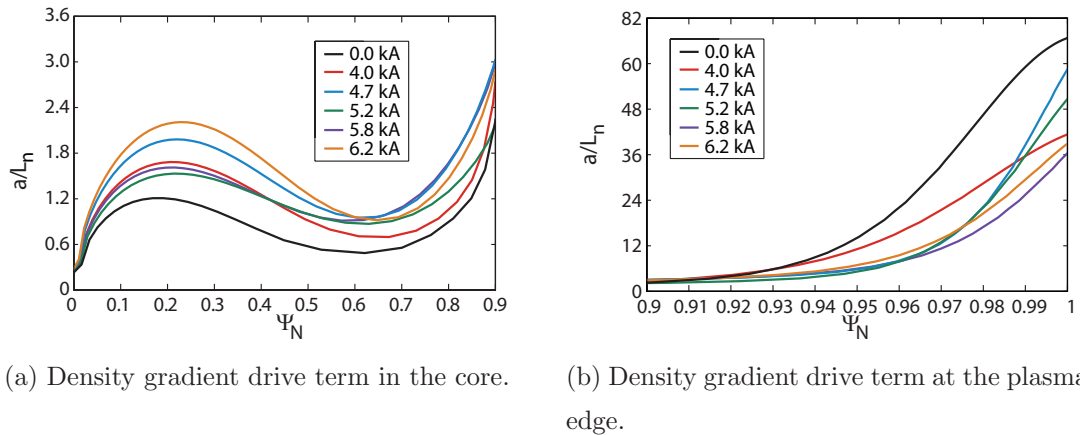 3.6
3.0
2.4
1.8
1.2
0.6
0
a/Ln
0.0 kA
4.0 kA
4.7 kA
5.2 kA
5.8 kA
6.2 kA
0 0.1 0.2 0.3 0.4 0.5 0.6 0.7 0.8 0.9
ΨN
82
60
48
36
24
12
0
a/Ln
0.0 kA
4.0 kA
4.7 kA
5.2 kA
5.8 kA
6.2 kA
0.9 0.91 0.92 0.93 0.94 0.95 0.96 0.97 0.98 0.99 1
ΨN
(a) Density gradient drive term in the core.
(b) Density gradient drive term at the plasma
edge.